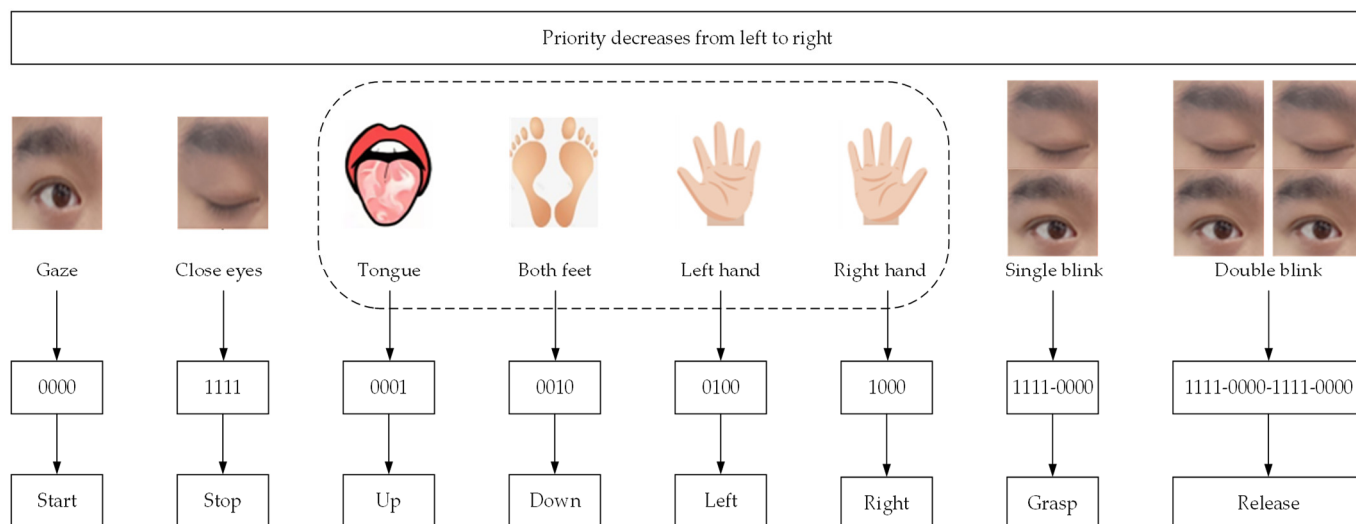 Priority decreases from left to right
Gaze
Close eyes
Tongue
Both feet
Left hand
Right hand
Single blink
Double blink
0000
1111
0001
0010
0100
1000
1111-0000
1111-0000-1111-0000
Start
Stop
Up
Down
Left
Right
Grasp
Release